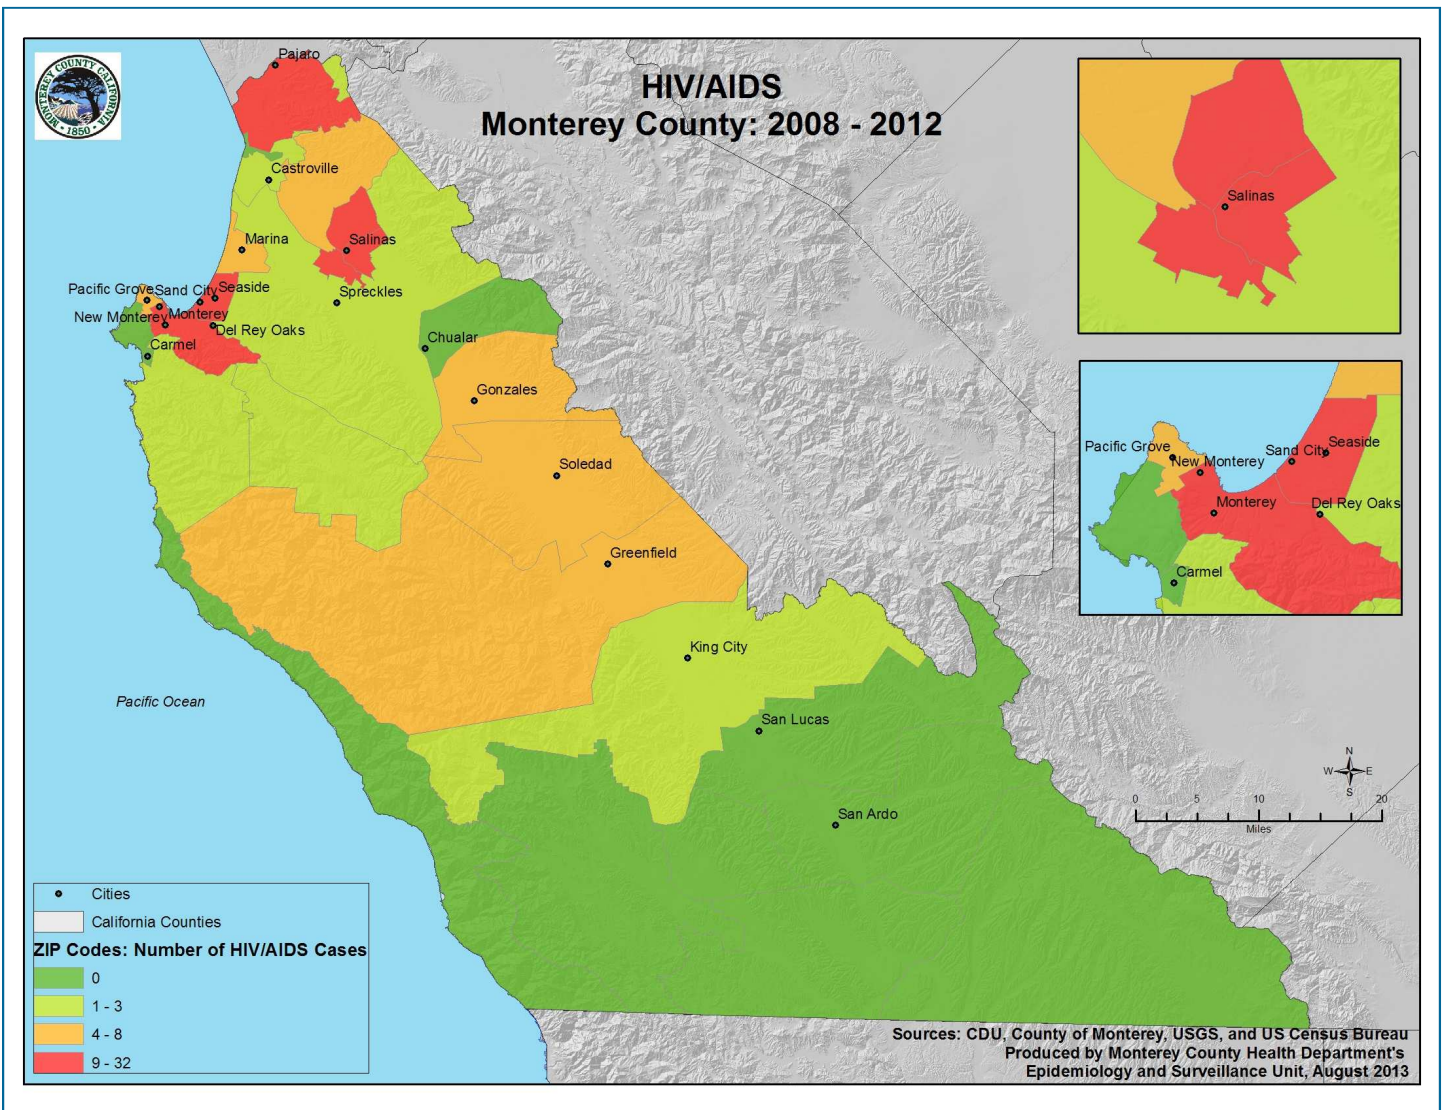 MONTEREY COUNTY CALIFORNIA
• 1850 •
HIV/AIDS
Monterey County: 2008 - 2012
Pajaro
Castroville
Marina
Salinas
Pacific Grove
Sand City
Seaside
Spreckles
New Monterey
Monterey
Del Rey Oaks
Carmel
Chualar
Gonzales
Soledad
Greenfield
King City
San Lucas
San Ardo
Pacific Ocean
Salinas
Pacific Grove
New Monterey
Sand City
Seaside
Monterey
Del Rey Oaks
Carmel
N
W E
S
0 5 10 20
Miles
Cities
California Counties
ZIP Codes: Number of HIV/AIDS Cases
0
1 - 3
4 - 8
9 - 32
Sources: CDU, County of Monterey, USGS, and US Census Bureau
Produced by Monterey County Health Department's
Epidemiology and Surveillance Unit, August 2013